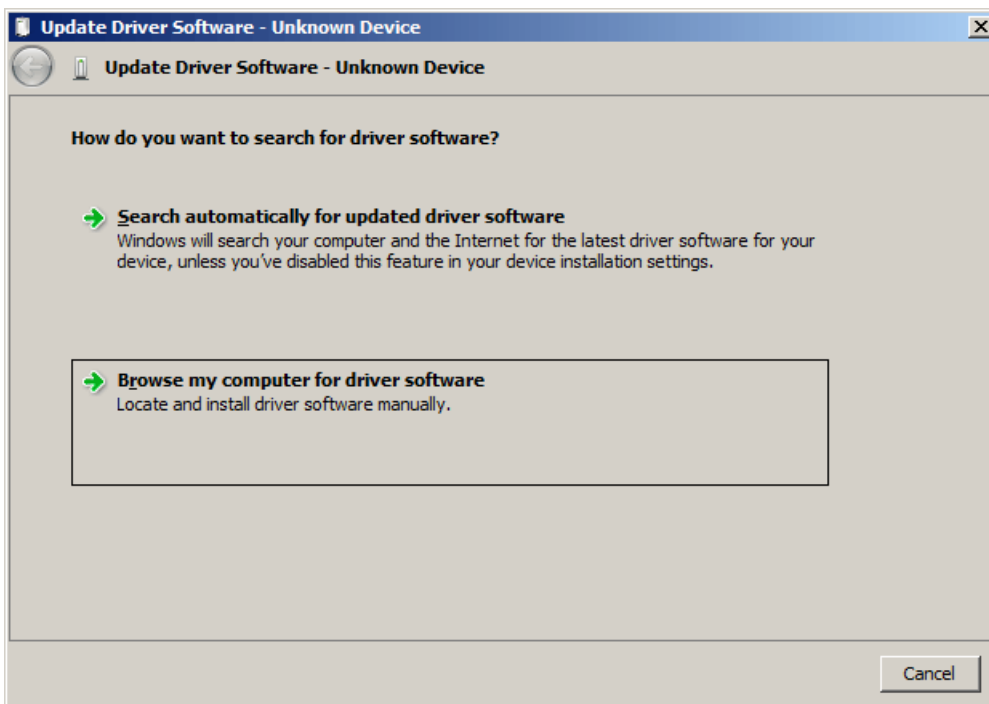 Update Driver Software - Unknown Device
Update Driver Software - Unknown Device
How do you want to search for driver software?
Search automatically for updated driver software
Windows will search your computer and the Internet for the latest driver software for your
device, unless you've disabled this feature in your device installation settings.
Browse my computer for driver software
Locate and install driver software manually.
Cancel